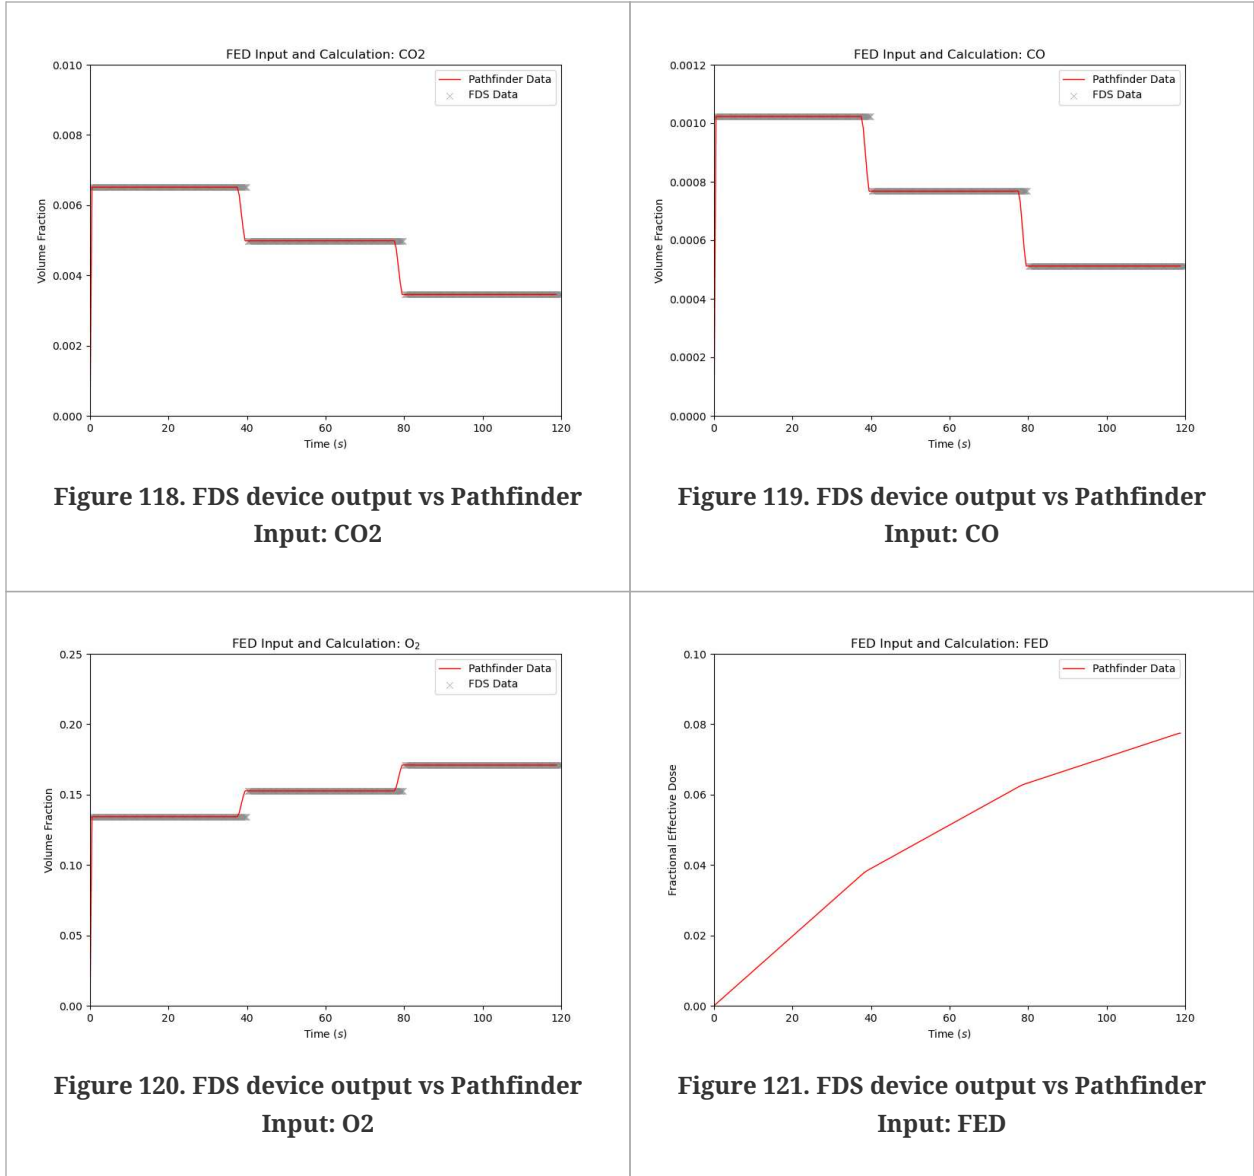 FED Input and Calculation: CO2
0.010
0.008
0.006
0.004
0.002
0.000
Volume Fraction
Pathfinder Data
FDS Data
0 20 40 60 80 100 120
Time (s)
Figure 118. FDS device output vs Pathfinder
Input: CO2
FED Input and Calculation: CO
0.0012
0.0010
0.0008
0.0006
0.0004
0.0002
0.0000
Volume Fraction
Pathfinder Data
FDS Data
0 20 40 60 80 100 120
Time (s)
Figure 119. FDS device output vs Pathfinder
Input: CO
FED Input and Calculation: O₂
0.25
0.20
0.15
0.10
0.05
0.00
Volume Fraction
Pathfinder Data
FDS Data
0 20 40 60 80 100 120
Time (s)
Figure 120. FDS device output vs Pathfinder
Input: O2
FED Input and Calculation: FED
0.10
0.08
0.06
0.04
0.02
0.00
Fractional Effective Dose
Pathfinder Data
0 20 40 60 80 100 120
Time (s)
Figure 121. FDS device output vs Pathfinder
Input: FED